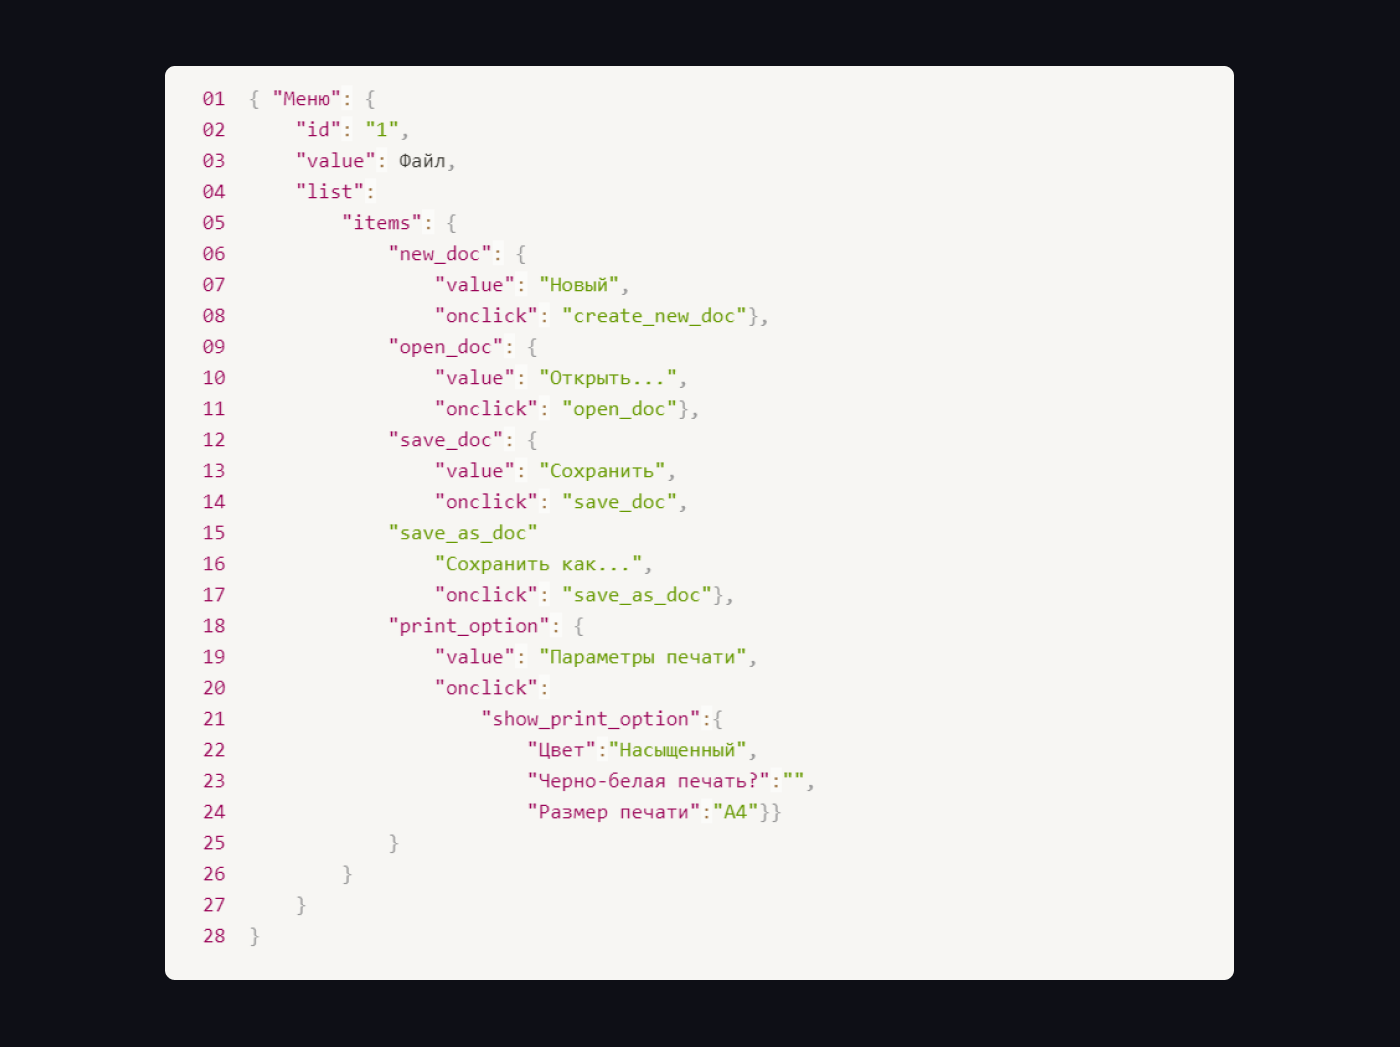 01 { "Меню": {
02 "id": "1",
03 "value": Файл,
04 "list":
05 "items": {
06 "new_doc": {
07 "value": "Новый",
08 "onclick": "create_new_doc"},
09 "open_doc": {
10 "value": "Открыть...",
11 "onclick": "open_doc"},
12 "save_doc": {
13 "value": "Сохранить",
14 "onclick": "save_doc",
15 "save_as_doc"
16 "Сохранить как...",
17 "onclick": "save_as_doc"},
18 "print_option": {
19 "value": "Параметры печати",
20 "onclick":
21 "show_print_option":{
22 "Цвет":"Насыщенный",
23 "Черно-белая печать?":"",
24 "Размер печати":"А4"}}
25 }
26 }
27 }
28 }